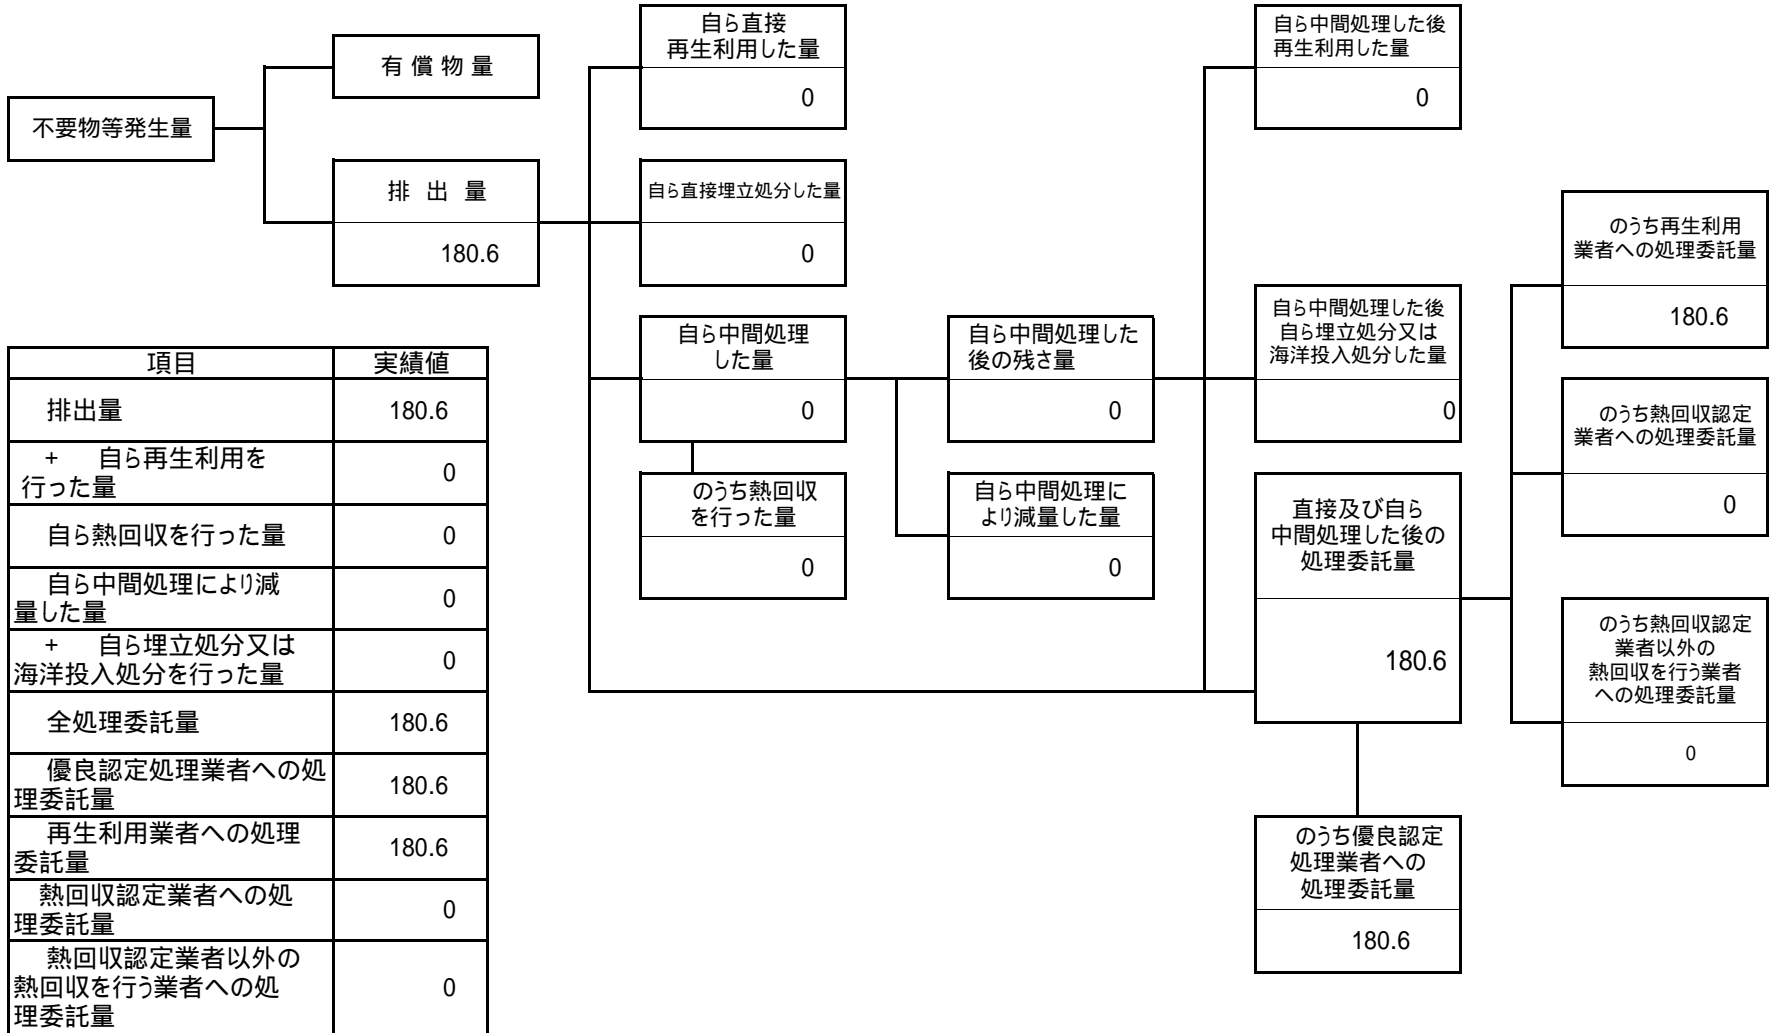 不要物等発生量
有 償 物 量
排 出 量
180.6
自ら直接
再生利用した量
0
自ら直接埋立処分した量
0
自ら中間処理
した量
0
のうち熱回収
を行った量
0
自ら中間処理した
後の残さ量
0
自ら中間処理に
より減量した量
0
自ら中間処理した後
再生利用した量
0
自ら中間処理した後
自ら埋立処分又は
海洋投入処分した量
0
直接及び自ら
中間処理した後の
処理委託量
180.6
のうち優良認定
処理業者への
処理委託量
180.6
のうち再生利用
業者への処理委託量
180.6
のうち熱回収認定
業者への処理委託量
0
のうち熱回収認定
業者以外の
熱回収を行う業者
への処理委託量
0
項目 実績値
排出量 180.6
+ 自ら再生利用を
行った量 0
自ら熱回収を行った量 0
自ら中間処理により減
量した量 0
+ 自ら埋立処分又は
海洋投入処分を行った量 0
全処理委託量 180.6
優良認定処理業者への処
理委託量 180.6
再生利用業者への処理
委託量 180.6
熱回収認定業者への処
理委託量 0
熱回収認定業者以外の
熱回収を行う業者への処
理委託量 0